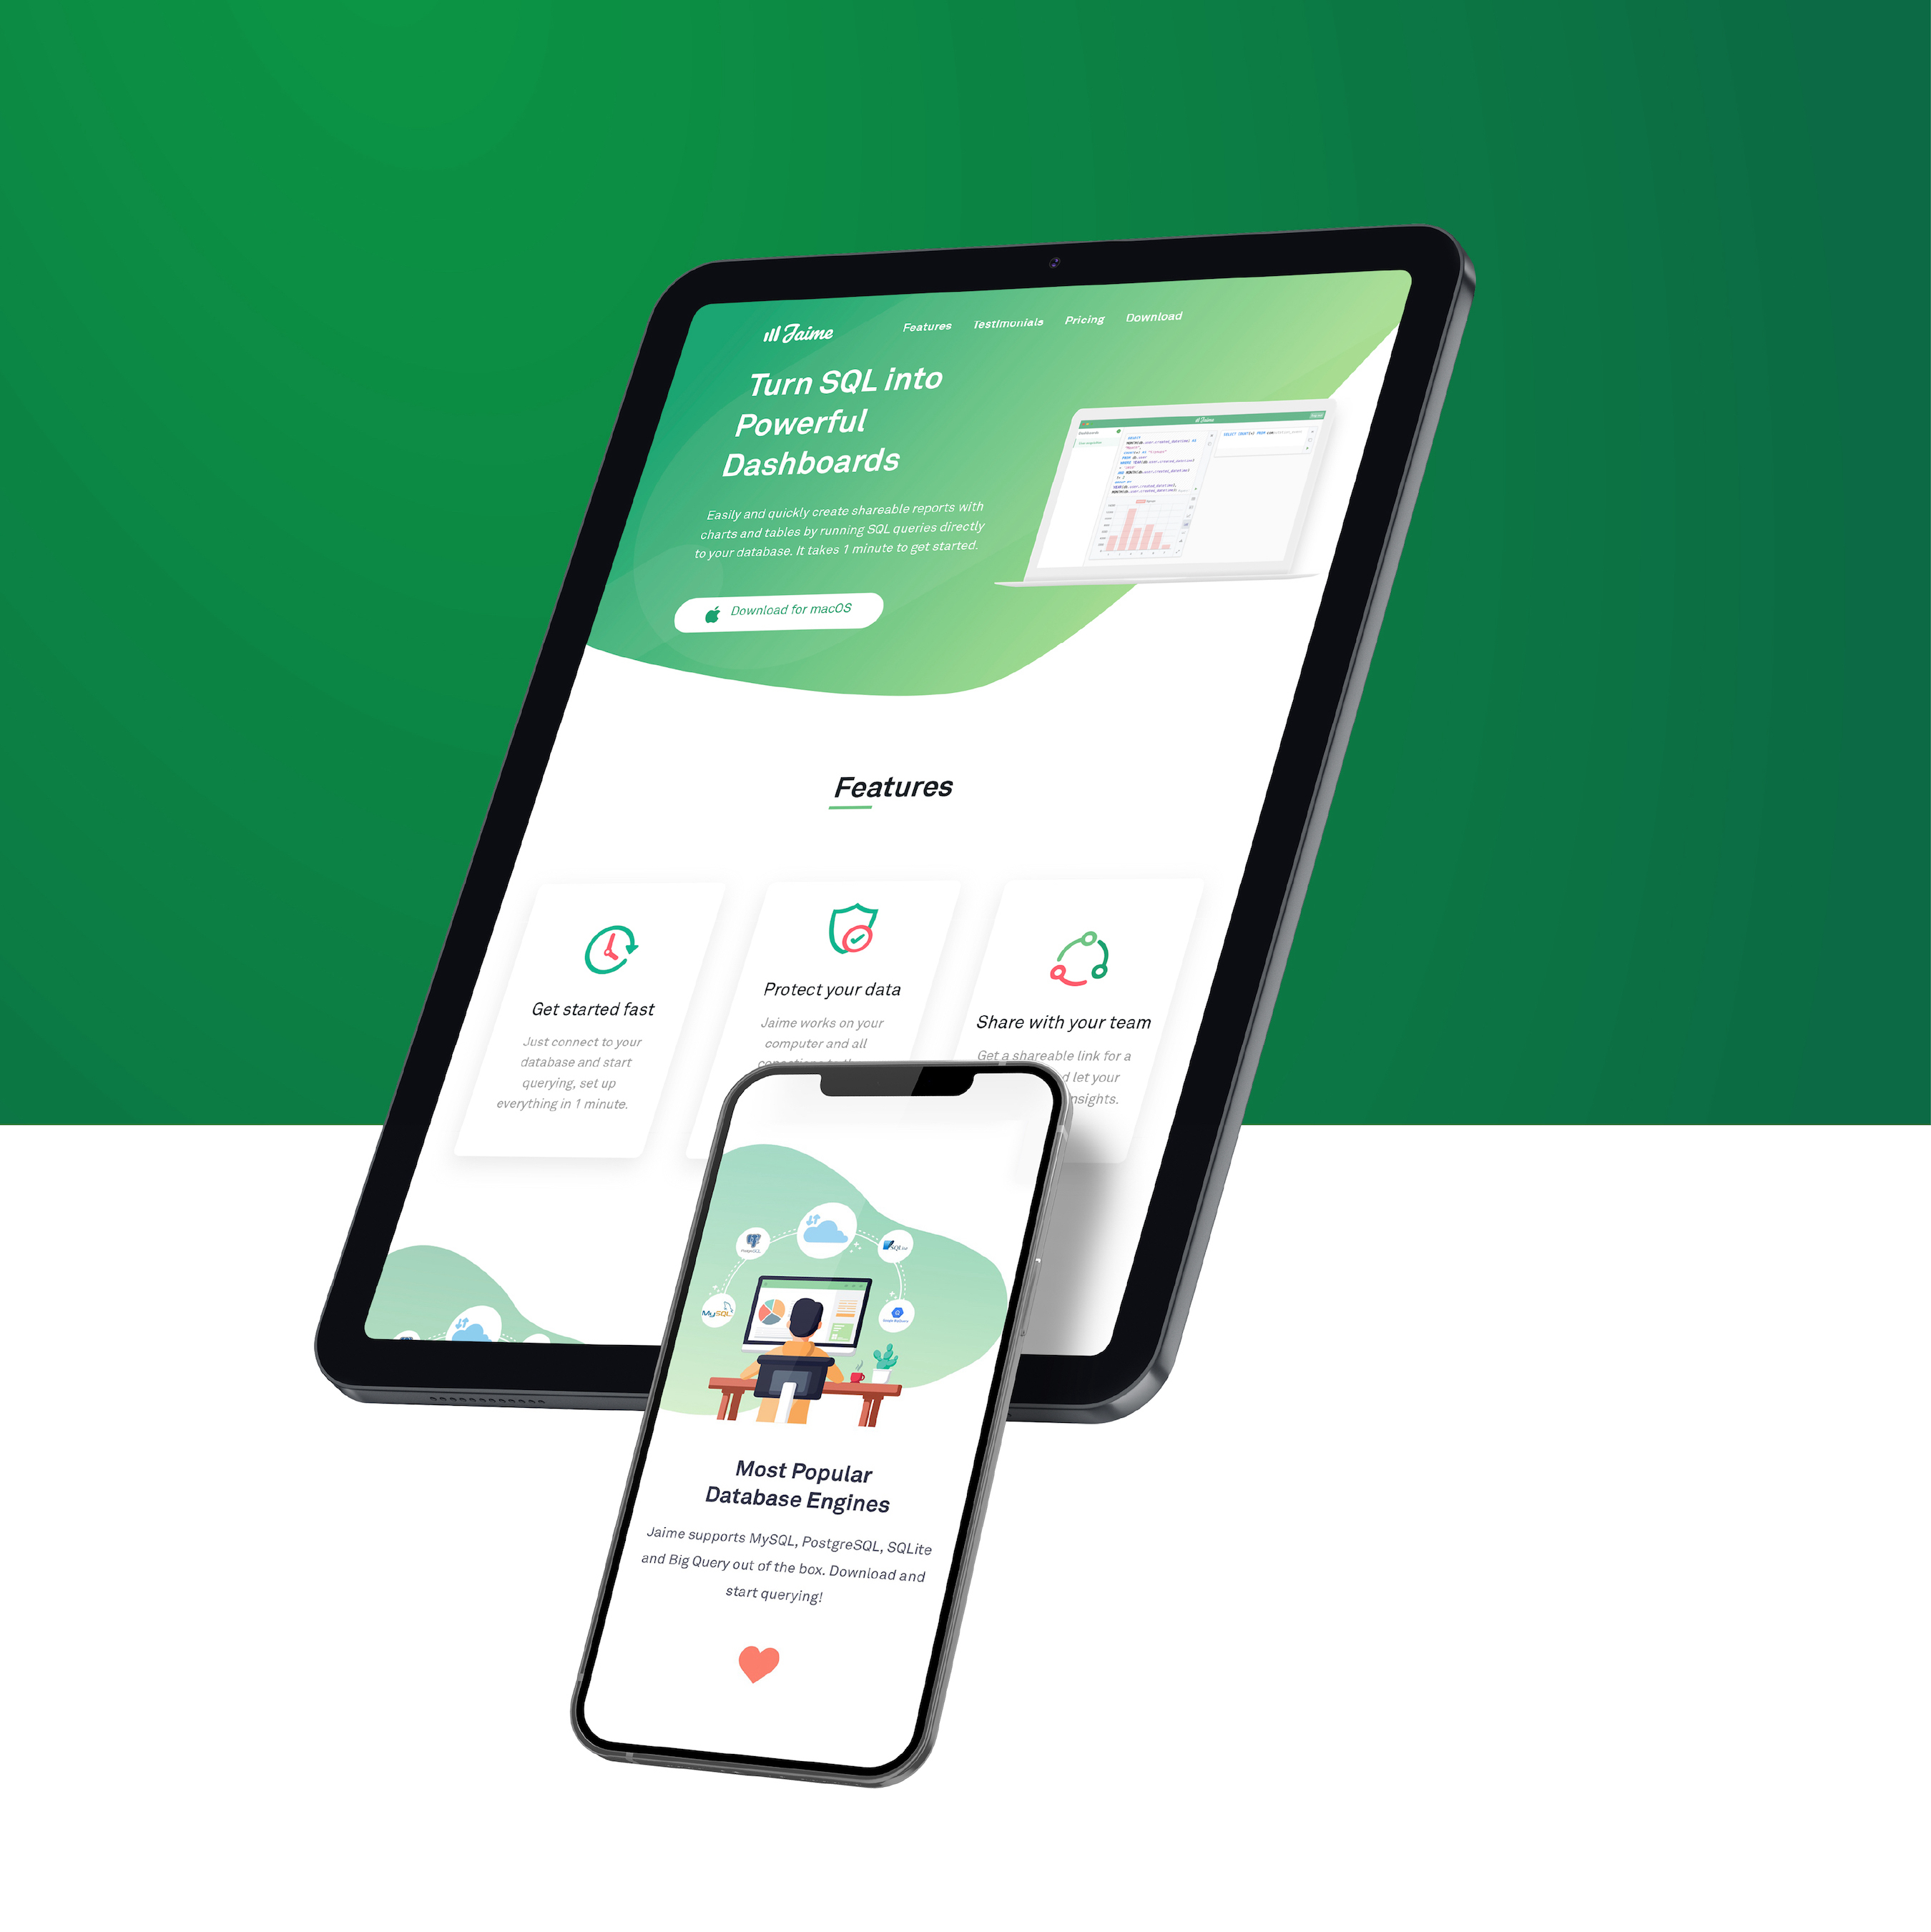 Jaime
Features Testimonials Pricing Download
Turn SQL into
Powerful
Dashboards
Easily and quickly create shareable reports with
charts and tables by running SQL queries directly
to your database. It takes 1 minute to get started.
Download for macOS
Jaime
Features
Get started fast
Just connect to your
database and start
querying, set up
everything in 1 minute.
Protect your data
Jaime works on your
computer and all
Share with your team
Get a shareable link for a
let your
nsights.
PostgreSQL
MySQL
Most Popular
Database Engines
Jaime supports MySQL, PostgreSQL, SQLite
and Big Query out of the box. Download and
start querying!